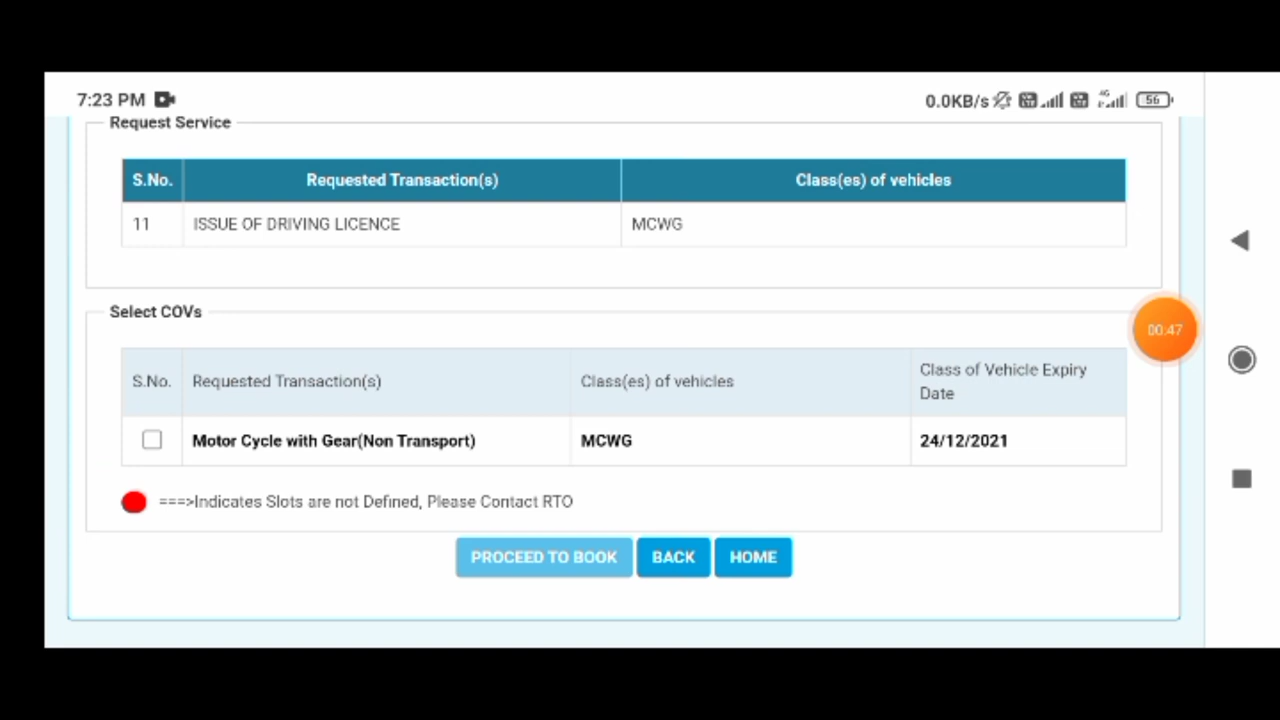 7:23 PM 0.0KB/s 4G 56
Request Service
S.No. Requested Transaction(s) Class(es) of vehicles
11 ISSUE OF DRIVING LICENCE MCWG
Select COVs
00:47
S.No. Requested Transaction(s) Class(es) of vehicles Class of Vehicle Expiry
Date
Motor Cycle with Gear(Non Transport) MCWG 24/12/2021
===>Indicates Slots are not Defined, Please Contact RTO
PROCEED TO BOOK BACK HOME